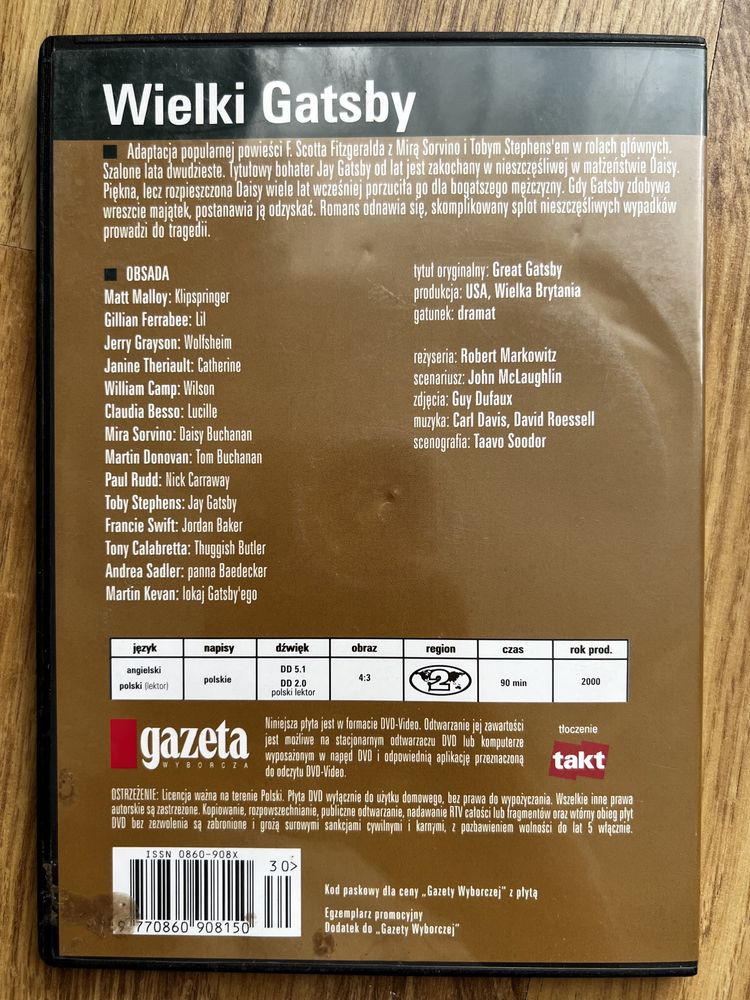 Wielki Gatsby
Adaptacja popularnej powieści F. Scotta Fitzgeralda z Mirą Sorvino i Tobym Stephens'em w rolach głównych.
Szalone lata dwudzieste. Tytułowy bohater Jay Gatsby od lat jest zakochany w nieszczęśliwej w małżeństwie Daisy.
Piękna, lecz rozpieszczona Daisy wiele lat wcześniej porzuciła go dla bogatszego mężczyzny. Gdy Gatsby zdobywa
wreszcie majątek, postanawia ją odzyskać. Romans odnawia się, skomplikowany splot nieszczęśliwych wypadków
prowadzi do tragedii.
OBSADA
Matt Malloy: Klipspringer
Gillian Ferrabee: Lil
Jerry Grayson: Wolfsheim
Janine Theriault: Catherine
William Camp: Wilson
Claudia Besso: Lucille
Mira Sorvino: Daisy Buchanan
Martin Donovan: Tom Buchanan
Paul Rudd: Nick Carraway
Toby Stephens: Jay Gatsby
Francie Swift: Jordan Baker
Tony Calabretta: Thuggish Butler
Andrea Sadler: panna Baedecker
Martin Kevan: lokaj Gatsby'ego
tytuł oryginalny: Great Gatsby
produkcja: USA, Wielka Brytania
gatunek: dramat
reżyseria: Robert Markowitz
scenariusz: John McLaughlin
zdjęcia: Guy Dufaux
muzyka: Carl Davis, David Roessell
scenografia: Taavo Soodor
język napisy dźwięk obraz region czas rok prod.
angielski
polski (lektor)
polskie
DD 5.1
DD 2.0
polski lektor
4:3
2
90 min
2000
gazeta
WYBORCZA
Niniejsza płyta jest w formacie DVD-Video. Odtwarzanie jej zawartości
jest możliwe na stacjonarnym odtwarzaczu DVD lub komputerze
wyposażonym w napęd DVD i odpowiednią aplikację przeznaczoną
do odczytu DVD-Video.
tłoczenie
takt
OSTRZEŻENIE: Licencja ważna na terenie Polski. Płyta DVD wyłącznie do użytku domowego, bez prawa do wypożyczania. Wszelkie inne prawa
autorskie są zastrzeżone. Kopiowanie, rozpowszechnianie, publiczne odtwarzanie, nadawanie RTV całości lub fragmentów oraz wtórny obieg płyt
DVD bez zezwolenia są zabronione i grożą surowymi sankcjami cywilnymi i karnymi, z pozbawieniem wolności do lat 5 włącznie.
ISSN 0860-908X
30>
9 770860 908150
Kod paskowy dla ceny „Gazety Wyborczej" z płytą
Egzemplarz promocyjny
Dodatek do „Gazety Wyborczej"